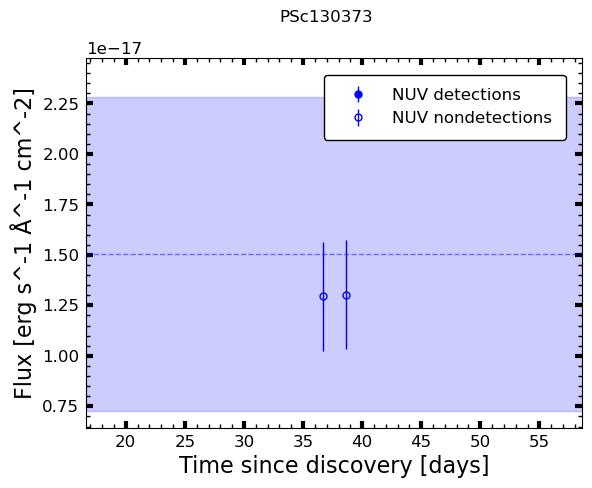 PSc130373
1e−17
NUV detections
NUV nondetections
2.25
2.00
1.75
1.50
1.25
1.00
0.75
Flux [erg s^-1 Å^-1 cm^-2]
20 25 30 35 40 45 50 55
Time since discovery [days]